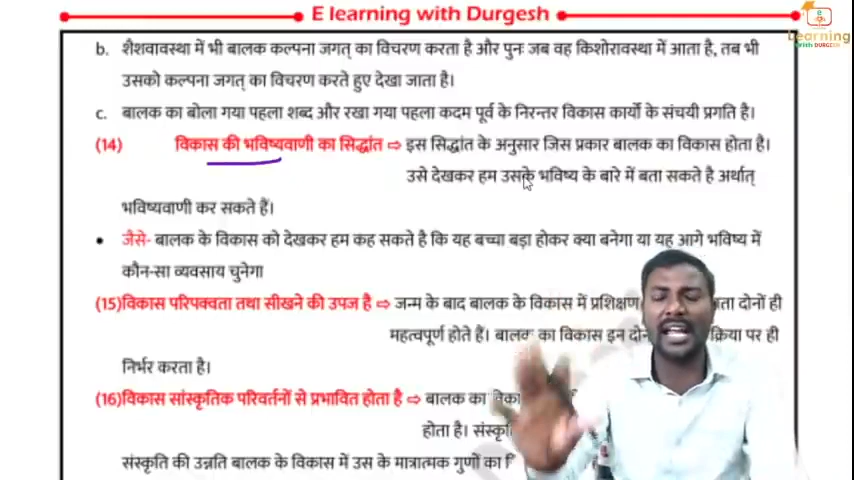 E learning with Durgesh
Learning
With DURGESH
b. शैशवावस्था में भी बालक कल्पना जगत् का विचरण करता है और पुनः जब वह किशोरावस्था में आता है, तब भी
उसको कल्पना जगत् का विचरण करते हुए देखा जाता है।
c. बालक का बोला गया पहला शब्द और रखा गया पहला कदम पूर्व के निरन्तर विकास कार्यो के संचयी प्रगति है।
(14) विकास की भविष्यवाणी का सिद्धांत ⇨ इस सिद्धांत के अनुसार जिस प्रकार बालक का विकास होता है।
उसे देखकर हम उसके भविष्य के बारे में बता सकते है अर्थात्
भविष्यवाणी कर सकते हैं।
• जैसे- बालक के विकास को देखकर हम कह सकते है कि यह बच्चा बड़ा होकर क्या बनेगा या यह आगे भविष्य में
कौन-सा व्यवसाय चुनेगा
(15)विकास परिपक्वता तथा सीखने की उपज है ⇨ जन्म के बाद बालक के विकास में प्रशिक्षण दोनों ही
महत्वपूर्ण होते हैं। बालक का विकास इन पर ही
निर्भर करता है।
(16)विकास सांस्कृतिक परिवर्तनों से प्रभावित होता है ⇨ बालक का
होता है।
संस्कृति की उन्नति बालक के विकास में उस के मात्रात्मक गुणों का